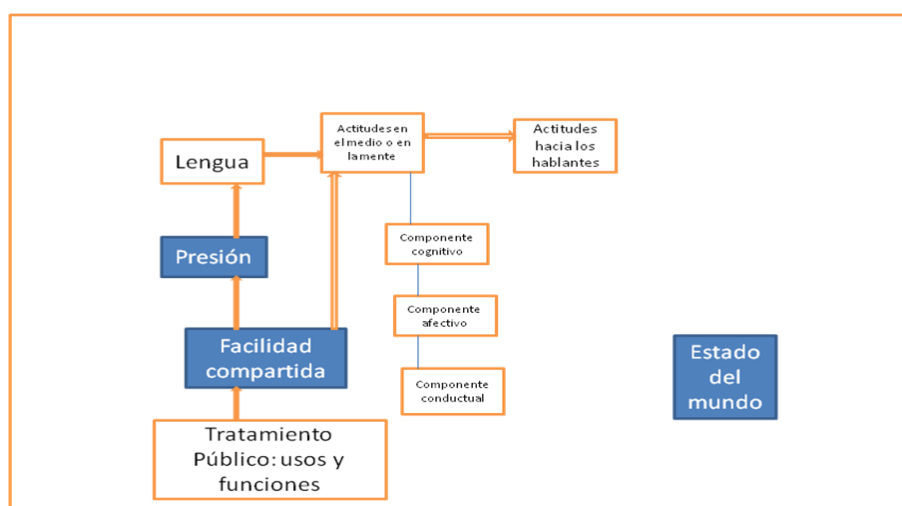 Actitudes en
el medio o en
la mente
Actitudes
hacia los
hablantes
Lengua
Presión
Componente
cognitivo
Componente
afectivo
Facilidad
compartida
Componente
conductual
Estado
del
mundo
Tratamiento
Público: usos y
funciones